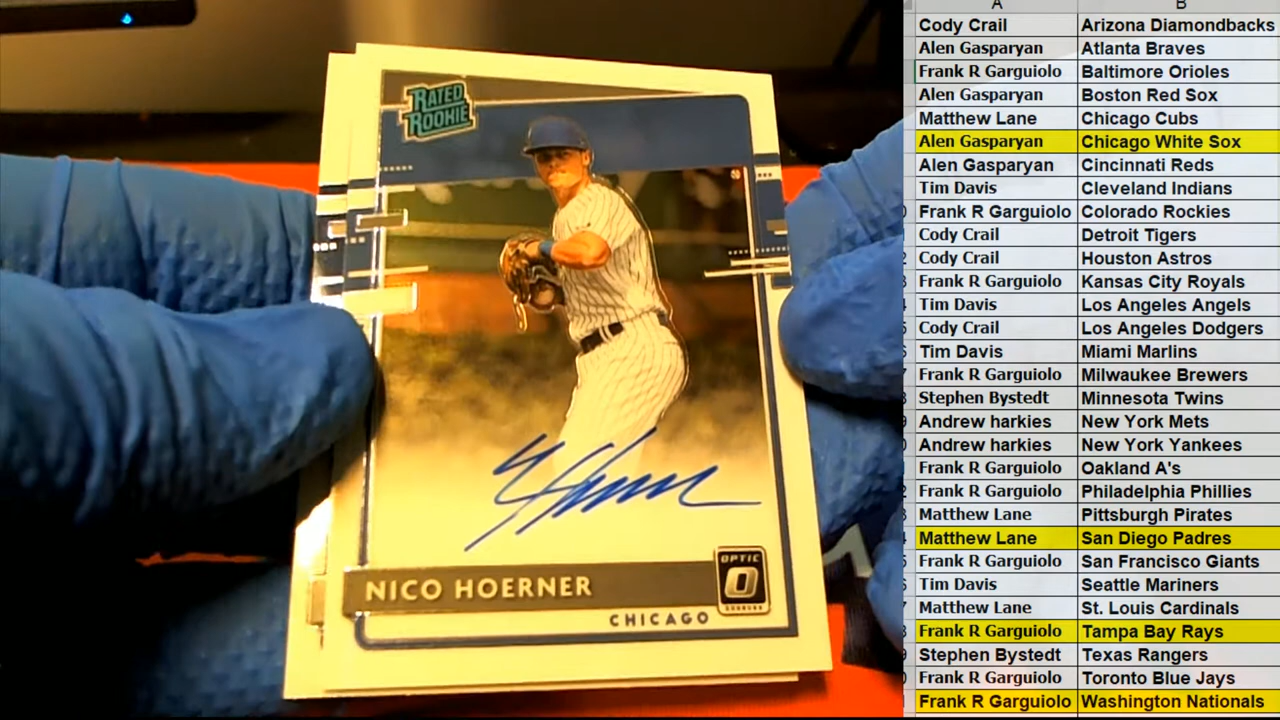 RATED
ROOKIE
NICO HOERNER
OPTIC
CHICAGO
A B
Cody Crail Arizona Diamondbacks
Alen Gasparyan Atlanta Braves
Frank R Garguiolo Baltimore Orioles
Alen Gasparyan Boston Red Sox
Matthew Lane Chicago Cubs
Alen Gasparyan Chicago White Sox
Alen Gasparyan Cincinnati Reds
Tim Davis Cleveland Indians
Frank R Garguiolo Colorado Rockies
Cody Crail Detroit Tigers
Cody Crail Houston Astros
Frank R Garguiolo Kansas City Royals
Tim Davis Los Angeles Angels
Cody Crail Los Angeles Dodgers
Tim Davis Miami Marlins
Frank R Garguiolo Milwaukee Brewers
Stephen Bystedt Minnesota Twins
Andrew harkies New York Mets
Andrew harkies New York Yankees
Frank R Garguiolo Oakland A's
Frank R Garguiolo Philadelphia Phillies
Matthew Lane Pittsburgh Pirates
Matthew Lane San Diego Padres
Frank R Garguiolo San Francisco Giants
Tim Davis Seattle Mariners
Matthew Lane St. Louis Cardinals
Frank R Garguiolo Tampa Bay Rays
Stephen Bystedt Texas Rangers
Frank R Garguiolo Toronto Blue Jays
Frank R Garguiolo Washington Nationals